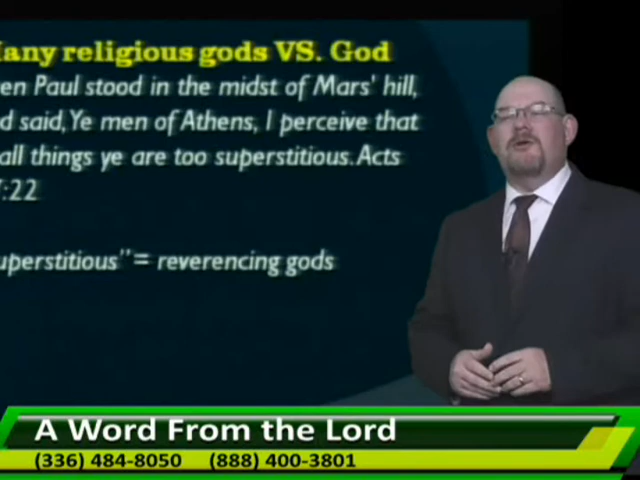 any religious gods VS. God
en Paul stood in the midst of Mars' hill,
d said, Ye men of Athens, I perceive that
all things ye are too superstitious. Acts
:22
uperstitious" = reverencing gods
A Word From the Lord
(336) 484-8050 (888) 400-3801